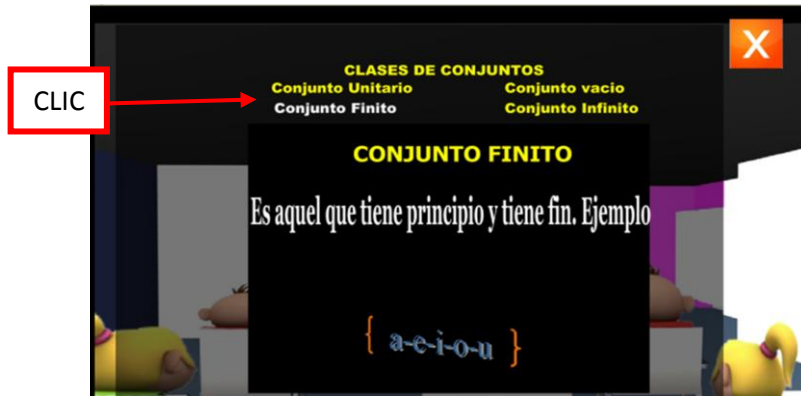 X
CLASES DE CONJUNTOS
Conjunto Unitario Conjunto vacio
CLIC
Conjunto Finito Conjunto Infinito
CONJUNTO FINITO
Es aquel que tiene principio y tiene fin. Ejemplo
{ a-e-i-o-u }